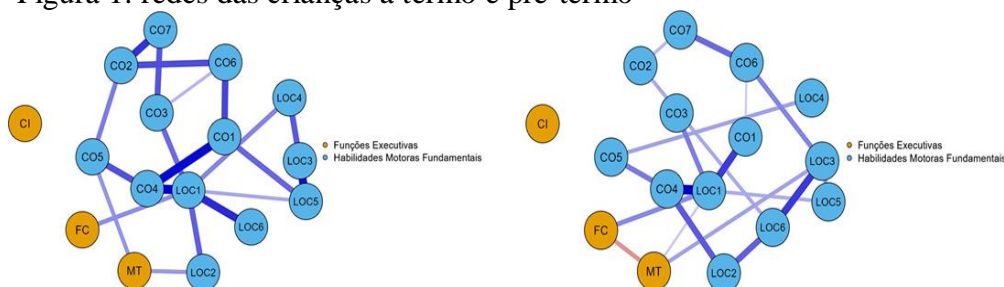 Figura 1: redes das crianças a termo e pré-termo
CO7
CO2
CO6
LOC4
CI
CO3
CO1
CO5
LOC3
CO4
LOC1
LOC5
FC
LOC6
MT
LOC2
Funções Executivas
Habilidades Motoras Fundamentais
CO7
CO2
CO6
LOC4
CI
CO3
CO1
CO5
LOC3
CO4
LOC1
LOC5
FC
LOC6
MT
LOC2
Funções Executivas
Habilidades Motoras Fundamentais